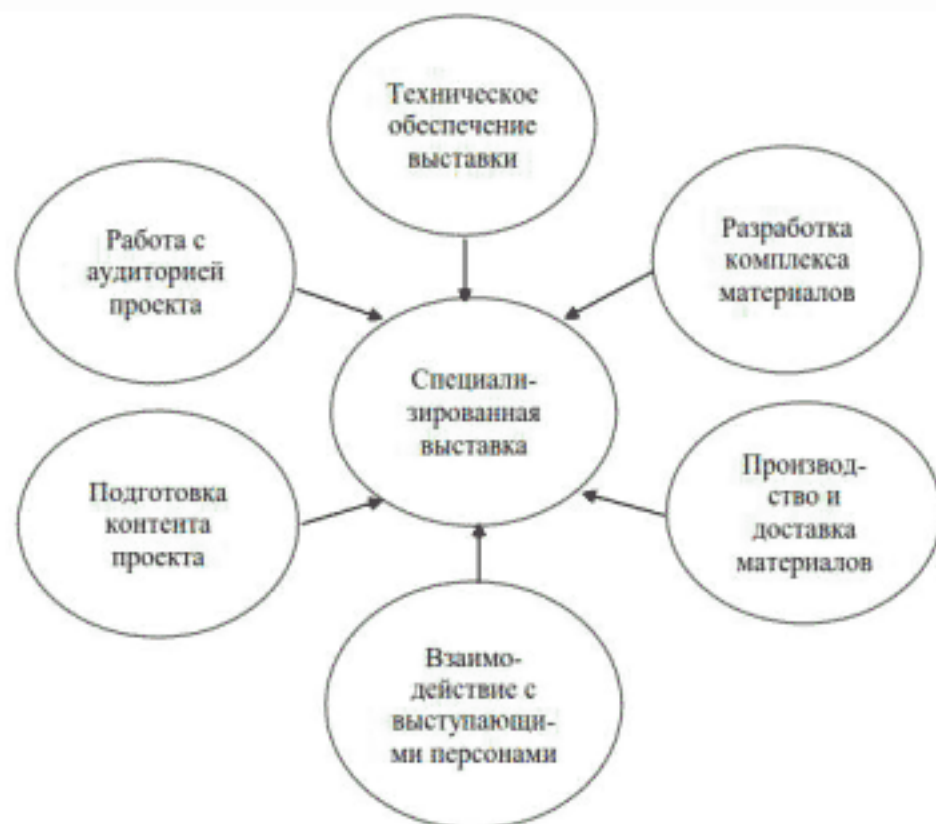 Техническое
обеспечение
выставки
Работа с
аудиторией
проекта
Разработка
комплекса
материалов
Специали-
зированная
выставка
Подготовка
контента
проекта
Производ-
ство и
доставка
материалов
Взаимо-
действие с
выступающи-
ми персонами